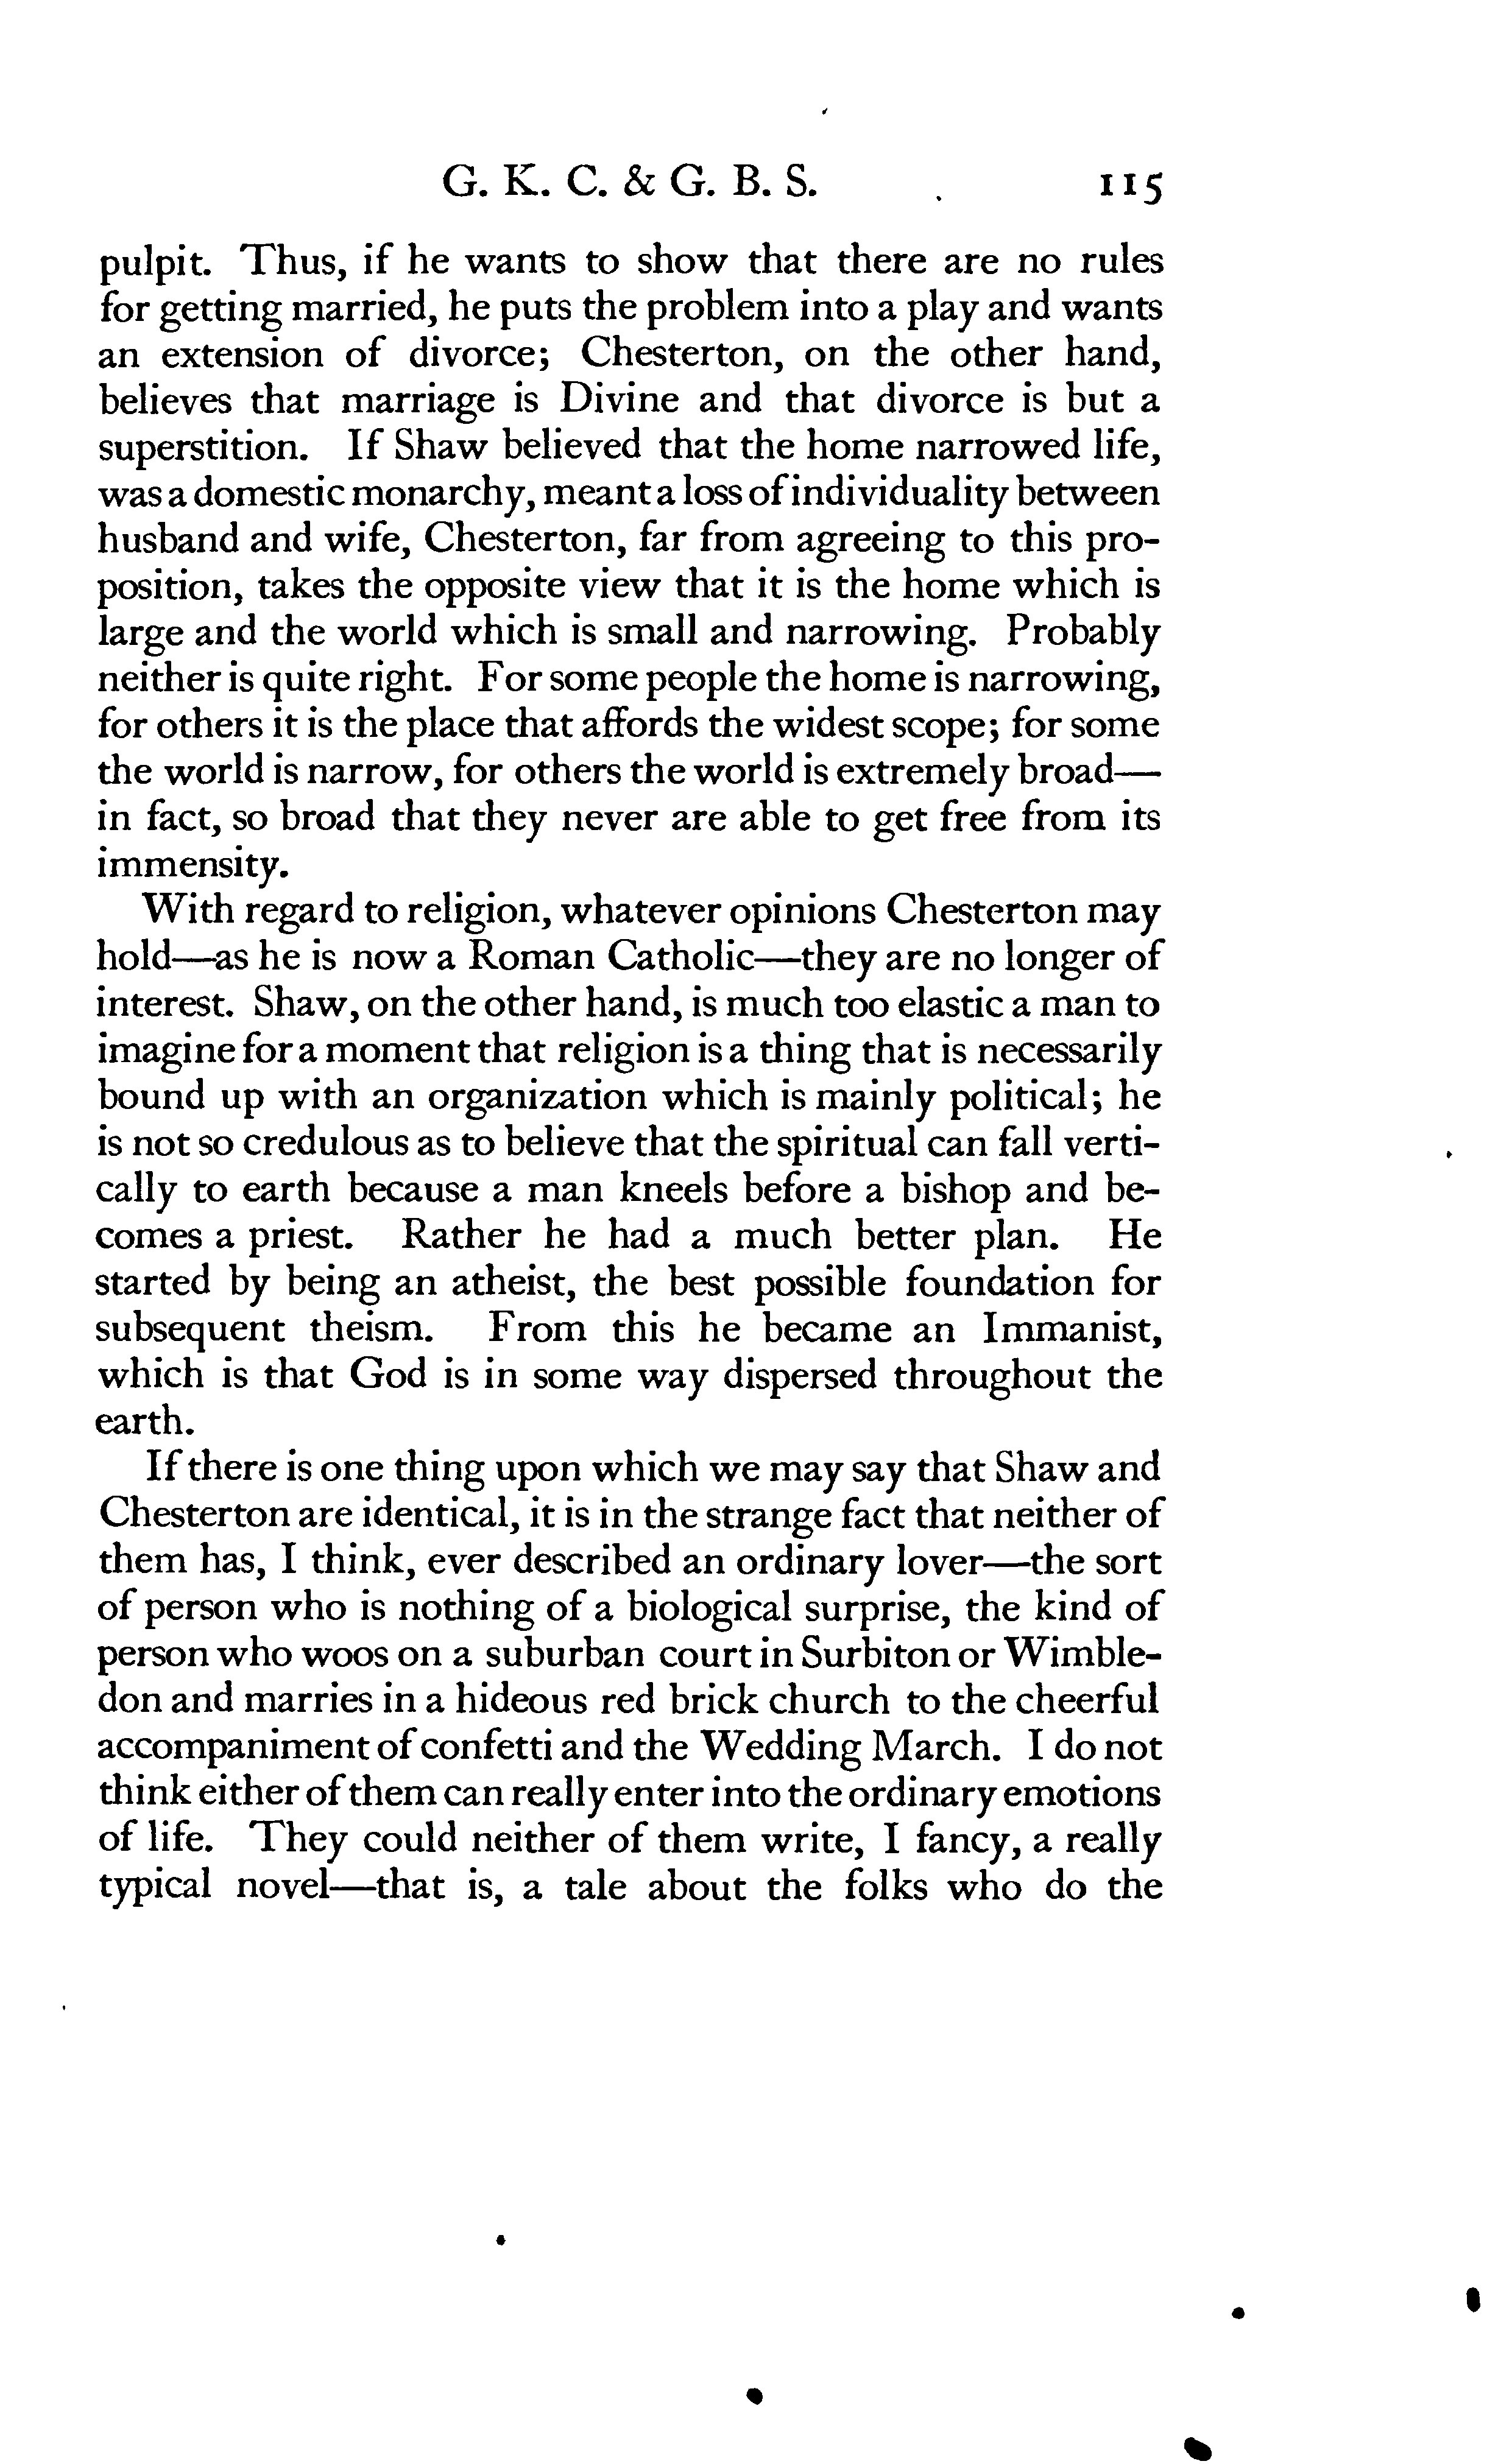 G. K. C. & G. B. S. 115
pulpit. Thus, if he wants to show that there are no rules
for getting married, he puts the problem into a play and wants
an extension of divorce; Chesterton, on the other hand,
believes that marriage is Divine and that divorce is but a
superstition. If Shaw believed that the home narrowed life,
was a domestic monarchy, meant a loss of individuality between
husband and wife, Chesterton, far from agreeing to this pro-
position, takes the opposite view that it is the home which is
large and the world which is small and narrowing. Probably
neither is quite right. For some people the home is narrowing,
for others it is the place that affords the widest scope; for some
the world is narrow, for others the world is extremely broad—
in fact, so broad that they never are able to get free from its
immensity.
With regard to religion, whatever opinions Chesterton may
hold—as he is now a Roman Catholic—they are no longer of
interest. Shaw, on the other hand, is much too elastic a man to
imagine for a moment that religion is a thing that is necessarily
bound up with an organization which is mainly political; he
is not so credulous as to believe that the spiritual can fall verti-
cally to earth because a man kneels before a bishop and be-
comes a priest. Rather he had a much better plan. He
started by being an atheist, the best possible foundation for
subsequent theism. From this he became an Immanist,
which is that God is in some way dispersed throughout the
earth.
If there is one thing upon which we may say that Shaw and
Chesterton are identical, it is in the strange fact that neither of
them has, I think, ever described an ordinary lover—the sort
of person who is nothing of a biological surprise, the kind of
person who woos on a suburban court in Surbiton or Wimble-
don and marries in a hideous red brick church to the cheerful
accompaniment of confetti and the Wedding March. I do not
think either of them can really enter into the ordinary emotions
of life. They could neither of them write, I fancy, a really
typical novel—that is, a tale about the folks who do the